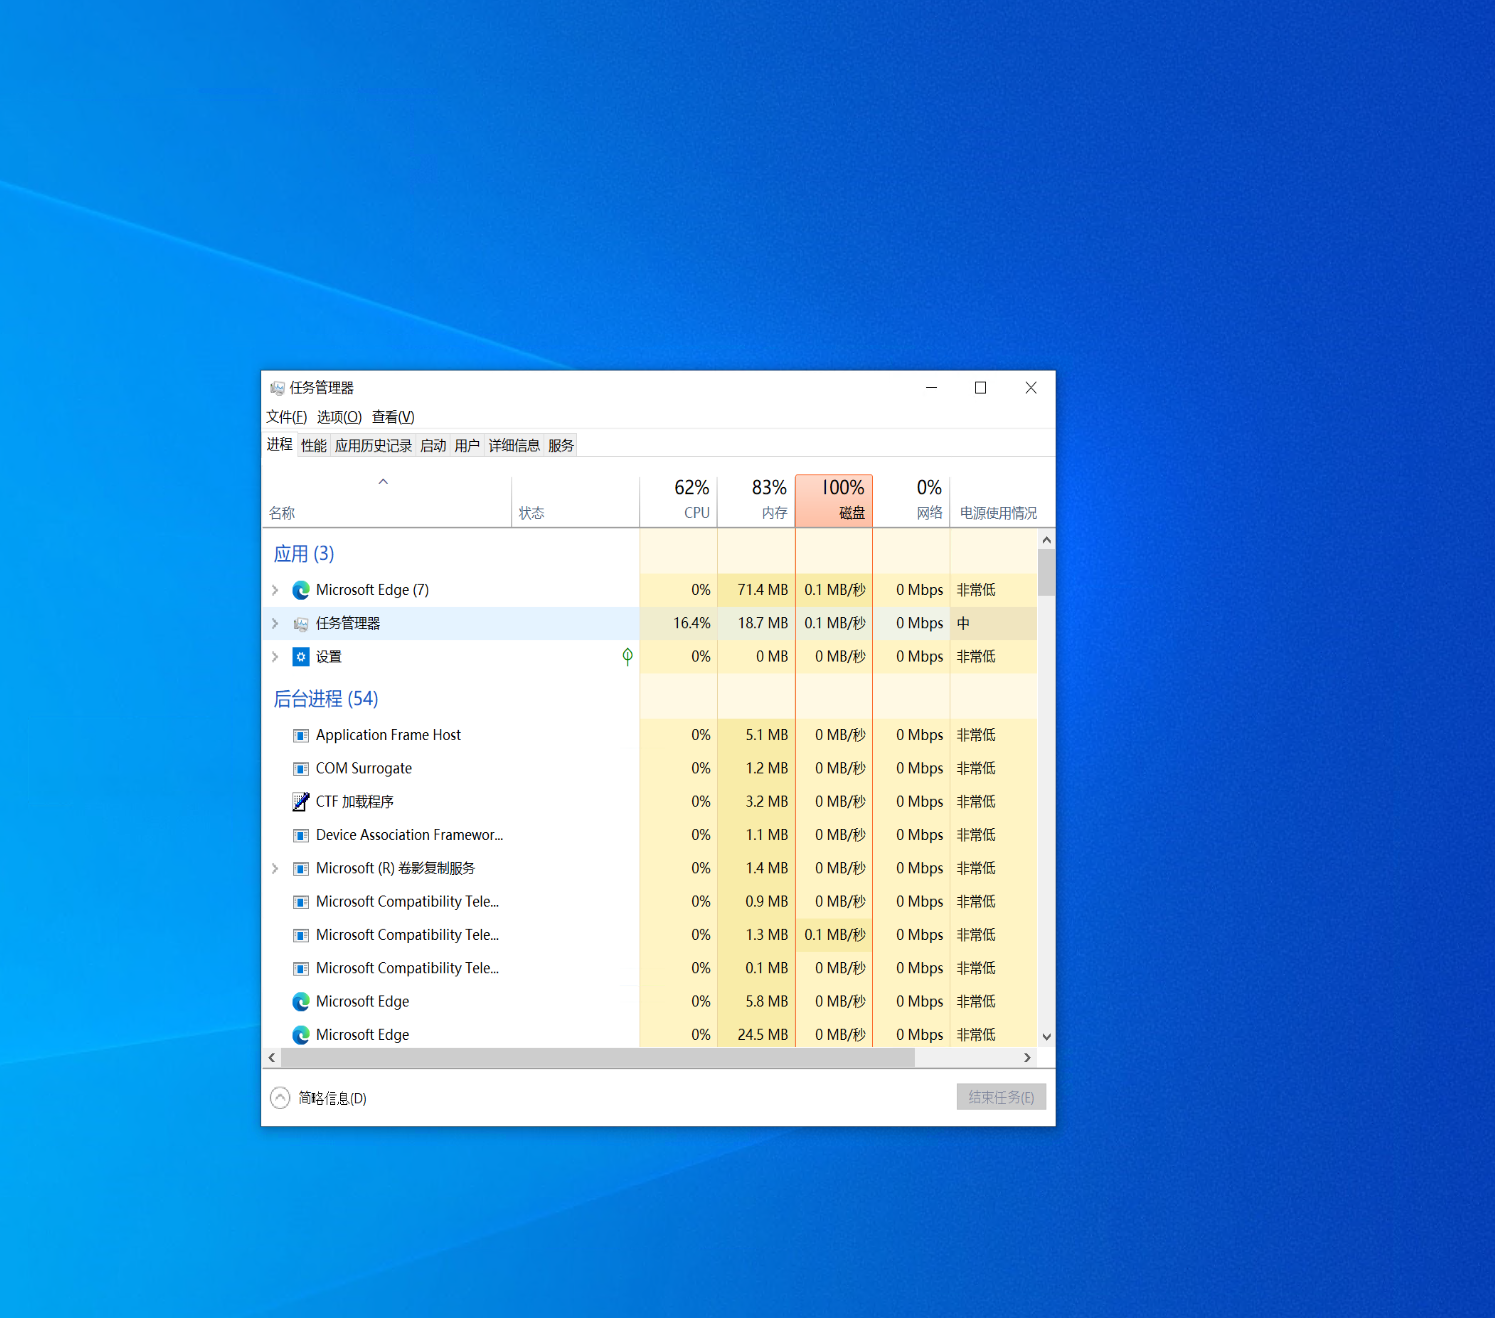 任务管理器
文件(F) 选项(O) 查看(V)
进程 性能 应用历史记录 启动 用户 详细信息 服务
62% 83% 100% 0%
名称 状态 CPU 内存 磁盘 网络 电源使用情况
应用 (3)
Microsoft Edge (7) 0% 71.4 MB 0.1 MB/秒 0 Mbps 非常低
任务管理器 16.4% 18.7 MB 0.1 MB/秒 0 Mbps 中
设置 0% 0 MB 0 MB/秒 0 Mbps 非常低
后台进程 (54)
Application Frame Host 0% 5.1 MB 0 MB/秒 0 Mbps 非常低
COM Surrogate 0% 1.2 MB 0 MB/秒 0 Mbps 非常低
CTF 加载程序 0% 3.2 MB 0 MB/秒 0 Mbps 非常低
Device Association Framewor... 0% 1.1 MB 0 MB/秒 0 Mbps 非常低
Microsoft (R) 卷影复制服务 0% 1.4 MB 0 MB/秒 0 Mbps 非常低
Microsoft Compatibility Tele... 0% 0.9 MB 0 MB/秒 0 Mbps 非常低
Microsoft Compatibility Tele... 0% 1.3 MB 0.1 MB/秒 0 Mbps 非常低
Microsoft Compatibility Tele... 0% 0.1 MB 0 MB/秒 0 Mbps 非常低
Microsoft Edge 0% 5.8 MB 0 MB/秒 0 Mbps 非常低
Microsoft Edge 0% 24.5 MB 0 MB/秒 0 Mbps 非常低
简略信息(D) 结束任务(E)